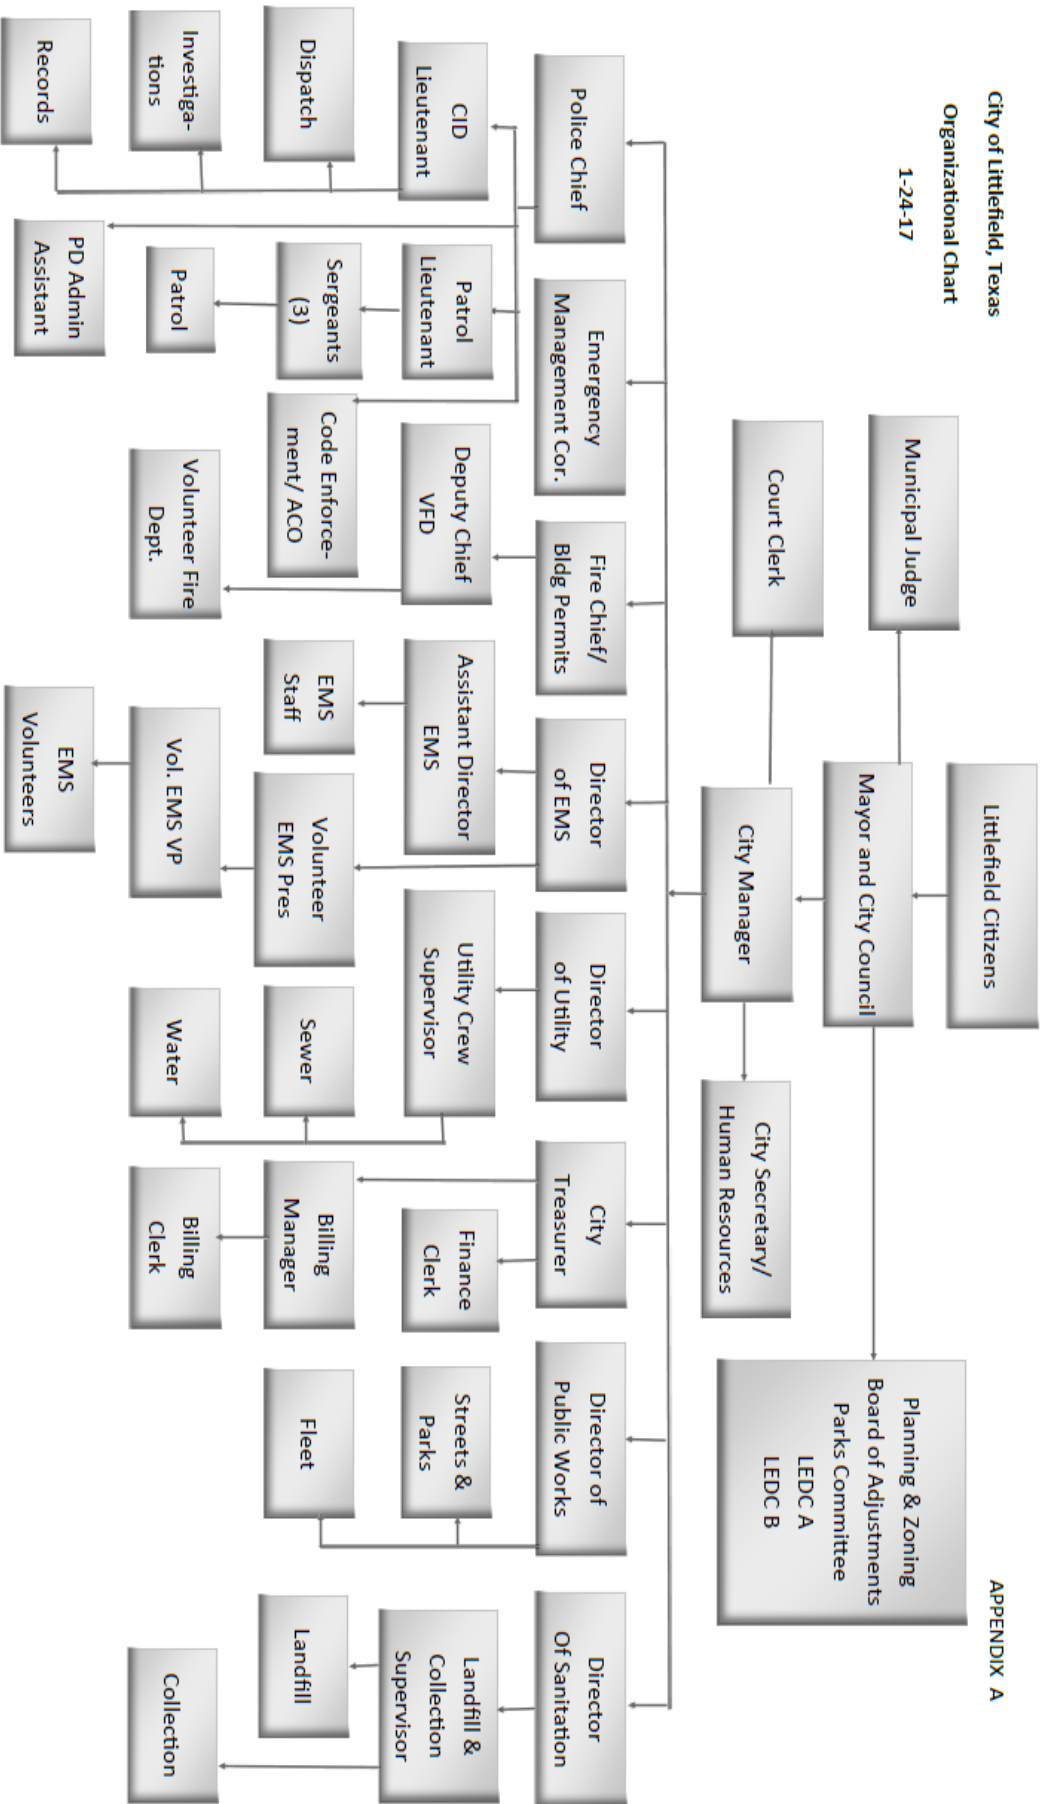 City of Littlefield, Texas
Organizational Chart
1-24-17
APPENDIX A
Littlefield Citizens
Municipal Judge
Mayor and City Council
Planning & Zoning
Board of Adjustments
Parks Committee
LEDC A
LEDC B
Court Clerk
City Manager
City Secretary/
Human Resources
Police Chief
Emergency
Management Cor.
Fire Chief/
Bldg Permits
Director
of EMS
Director
of Utility
City
Treasurer
Director of
Public Works
Director
Of Sanitation
CID
Lieutenant
Patrol
Lieutenant
Deputy Chief
VFD
Assistant Director
EMS
Utility Crew
Supervisor
Finance
Clerk
Streets &
Parks
Landfill &
Collection
Supervisor
Dispatch
Sergeants
(3)
Code Enforce-
ment/ ACO
EMS
Staff
Volunteer
EMS Pres
Sewer
Billing
Manager
Fleet
Landfill
Investiga-
tions
Patrol
Volunteer Fire
Dept.
Vol. EMS VP
Water
Billing
Clerk
Collection
Records
PD Admin
Assistant
EMS
Volunteers